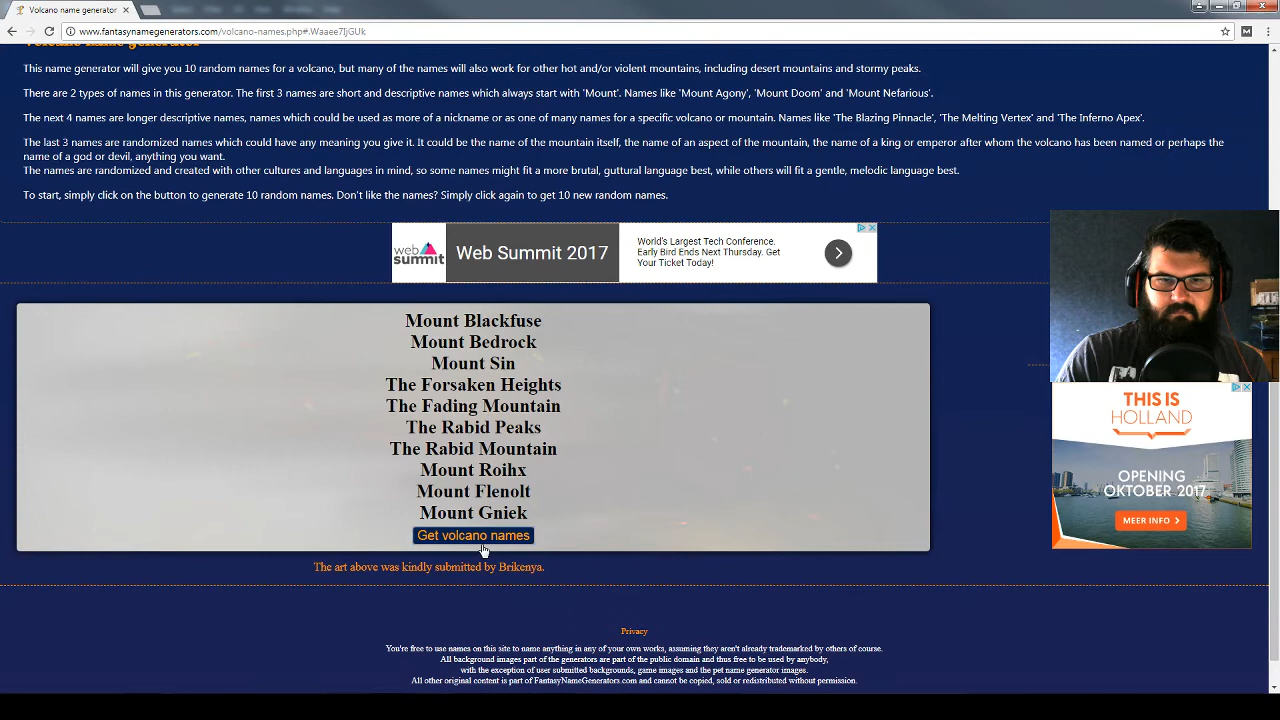 Volcano name generator
www.fantasynamegenerators.com/volcano-names.php#.Waaee7IjGUk
Volcano name generator
This name generator will give you 10 random names for a volcano, but many of the names will also work for other hot and/or violent mountains, including desert mountains and stormy peaks.
There are 2 types of names in this generator. The first 3 names are short and descriptive names which always start with 'Mount'. Names like 'Mount Agony', 'Mount Doom' and 'Mount Nefarious'.
The next 4 names are longer descriptive names, names which could be used as more of a nickname or as one of many names for a specific volcano or mountain. Names like 'The Blazing Pinnacle', 'The Melting Vertex' and 'The Inferno Apex'.
The last 3 names are randomized names which could have any meaning you give it. It could be the name of the mountain itself, the name of an aspect of the mountain, the name of a king or emperor after whom the volcano has been named or perhaps the
name of a god or devil, anything you want.
The names are randomized and created with other cultures and languages in mind, so some names might fit a more brutal, guttural language best, while others will fit a gentle, melodic language best.
To start, simply click on the button to generate 10 random names. Don't like the names? Simply click again to get 10 new random names.
web summit
Web Summit 2017
World's Largest Tech Conference.
Early Bird Ends Next Thursday. Get
Your Ticket Today!
Mount Blackfuse
Mount Bedrock
Mount Sin
The Forsaken Heights
The Fading Mountain
The Rabid Peaks
The Rabid Mountain
Mount Roihx
Mount Flenolt
Mount Gniek
Get volcano names
The art above was kindly submitted by Brikenya.
THIS IS
HOLLAND
OPENING
OKTOBER 2017
MEER INFO
Privacy
You're free to use names on this site to name anything in any of your own works, assuming they aren't already trademarked by others of course.
All background images part of the generators are part of the public domain and thus free to be used by anybody,
with the exception of user submitted backgrounds, game images and the pet name generator images.
All other original content is part of FantasyNameGenerators.com and cannot be copied, sold or redistributed without permission.